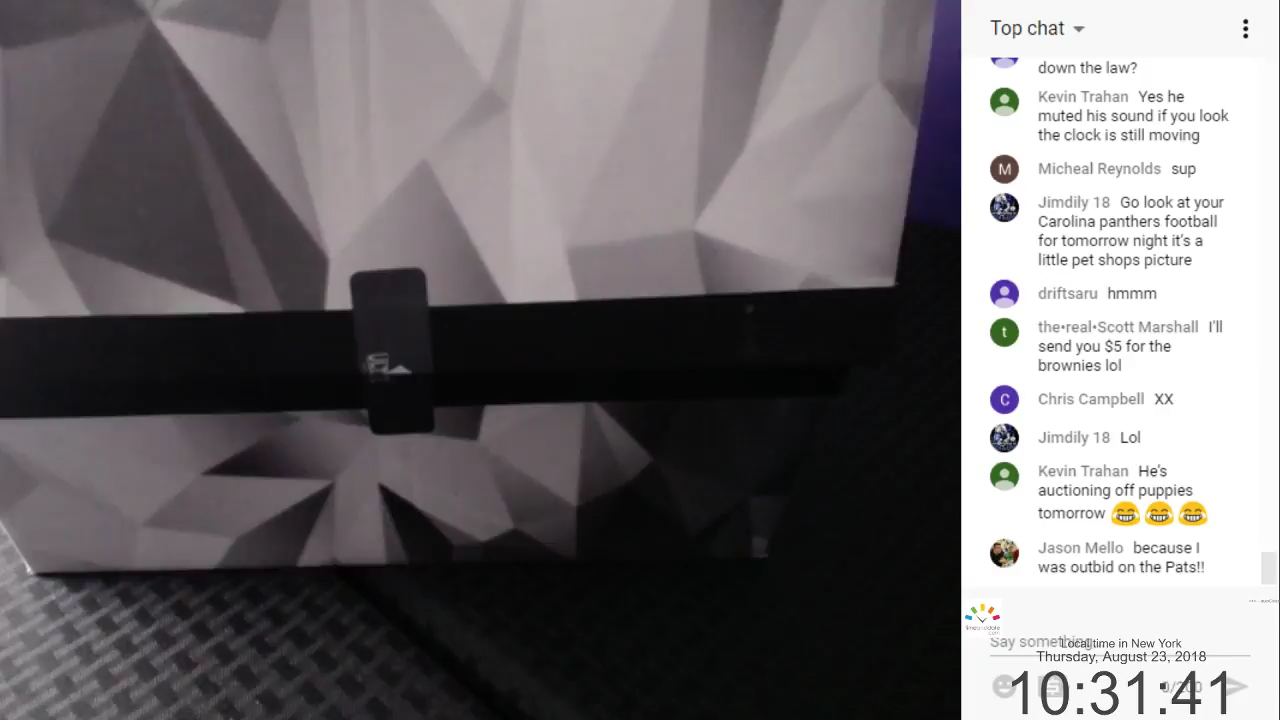 Top chat
down the law?
Kevin Trahan Yes he
muted his sound if you look
the clock is still moving
Micheal Reynolds sup
Jimdily 18 Go look at your
Carolina panthers football
for tomorrow night it's a
little pet shops picture
driftsaru hmmm
the•real•Scott Marshall I'll
send you $5 for the
brownies lol
Chris Campbell XX
Jimdily 18 Lol
Kevin Trahan He's
auctioning off puppies
tomorrow 😂 😂 😂
Jason Mello because I
was outbid on the Pats!!
Say something...
Local time in New York
Thursday, August 23, 2018
10:31:41